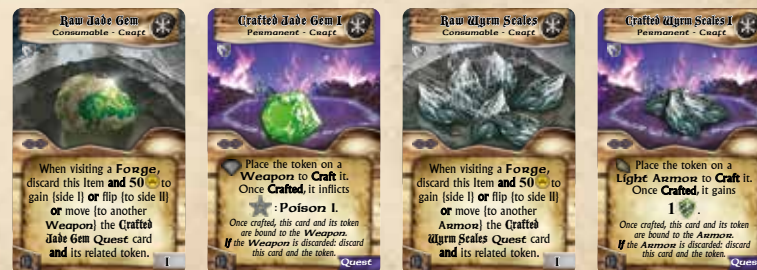 Raw Jade Gem
Consumable - Craft
When visiting a Forge,
discard this Item and 50 to
gain (side I) or flip (to side II)
or move (to another
Weapon) the Crafted
Jade Gem Quest card
and its related token.
I
Crafted Jade Gem I
Permanent - Craft
Place the token on a
Weapon to Craft it.
Once Crafted, it inflicts
: Poison 1.
Once crafted, this card and its token
are bound to the Weapon.
If the Weapon is discarded: discard
this card and the token.
Quest
Raw Wyrm Scales
Consumable - Craft
When visiting a Forge,
discard this Item and 50 to
gain (side I) or flip (to side II)
or move (to another
Armor) the Crafted
Wyrm Scales Quest card
and its related token.
I
Crafted Wyrm Scales I
Permanent - Craft
Place the token on a
Light Armor to Craft it.
Once Crafted, it gains
1 .
Once crafted, this card and its token
are bound to the Armor.
If the Armor is discarded: discard
this card and the token.
Ques